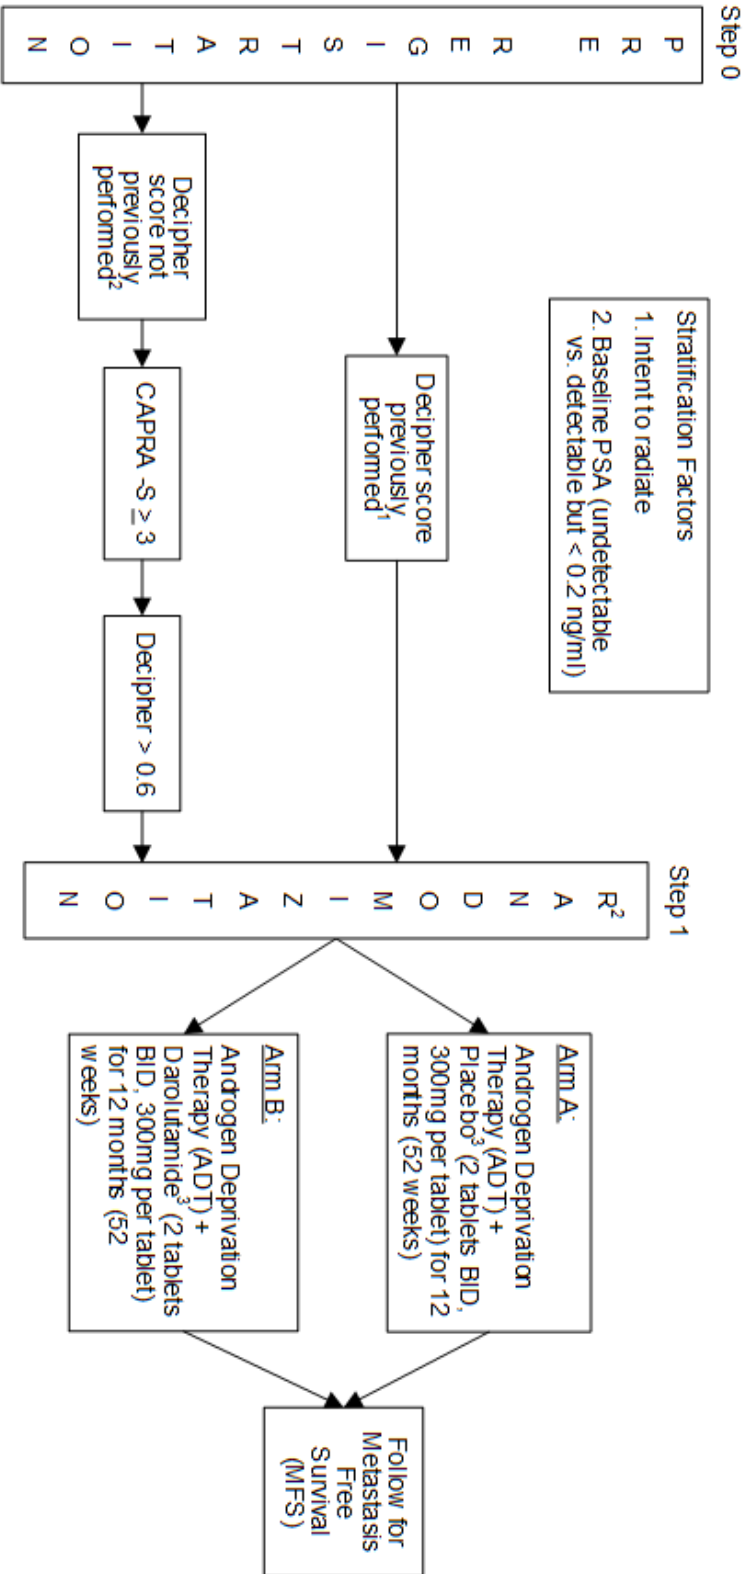 Step 0
P
R
E
R
E
G
I
S
T
R
A
T
I
O
N
Stratification Factors
1. Intent to radiate
2. Baseline PSA (undetectable
vs. detectable but < 0.2 ng/ml)
Decipher score
previously
performed¹
Decipher
score not
previously
performed²
CAPRA -S ≥ 3
Decipher > 0.6
Step 1
R²
A
N
D
O
M
I
Z
A
T
I
O
N
Arm A:
Androgen Deprivation
Therapy (ADT) +
Placebo³ (2 tablets BID,
300mg per tablet) for 12
months (52 weeks)
Arm B:
Androgen Deprivation
Therapy (ADT) +
Darolutamide³ (2 tablets
BID, 300mg per tablet)
for 12 months (52
weeks)
Follow for
Metastasis
Free
Survival
(MFS)